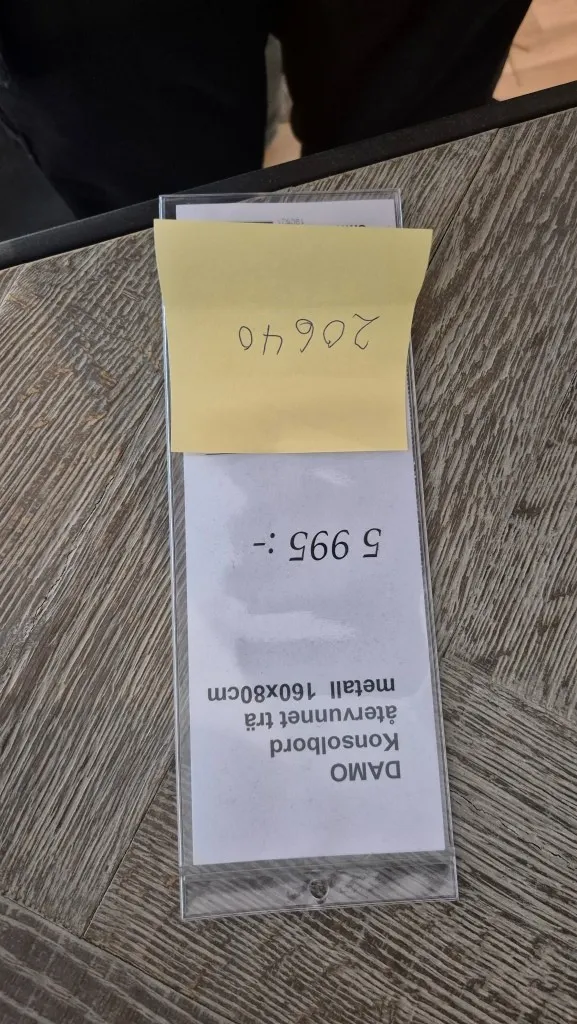 DAMO
Konsolbord
återvunnet trä
metall 160x80cm
5 995 :-
20640